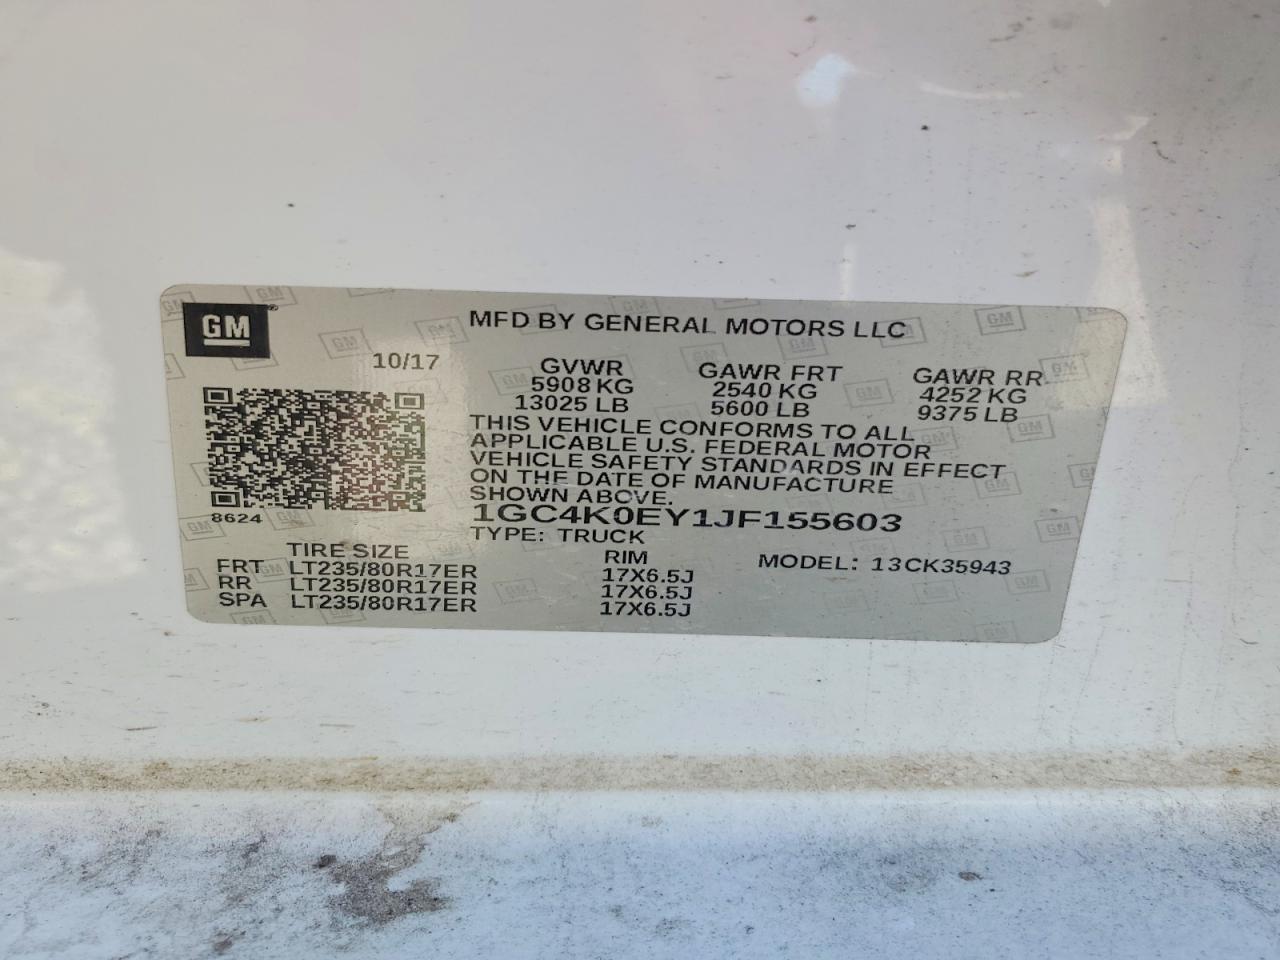 GM
MFD BY GENERAL MOTORS LLC
10/17
GVWR GAWR FRT GAWR RR
5908 KG 2540 KG 4252 KG
13025 LB 5600 LB 9375 LB
THIS VEHICLE CONFORMS TO ALL
APPLICABLE U.S. FEDERAL MOTOR
VEHICLE SAFETY STANDARDS IN EFFECT
ON THE DATE OF MANUFACTURE
SHOWN ABOVE.
8624
1GC4K0EY1JF155603
TYPE: TRUCK
TIRE SIZE RIM MODEL: 13CK35943
FRT LT235/80R17ER 17X6.5J
RR LT235/80R17ER 17X6.5J
SPA LT235/80R17ER 17X6.5J